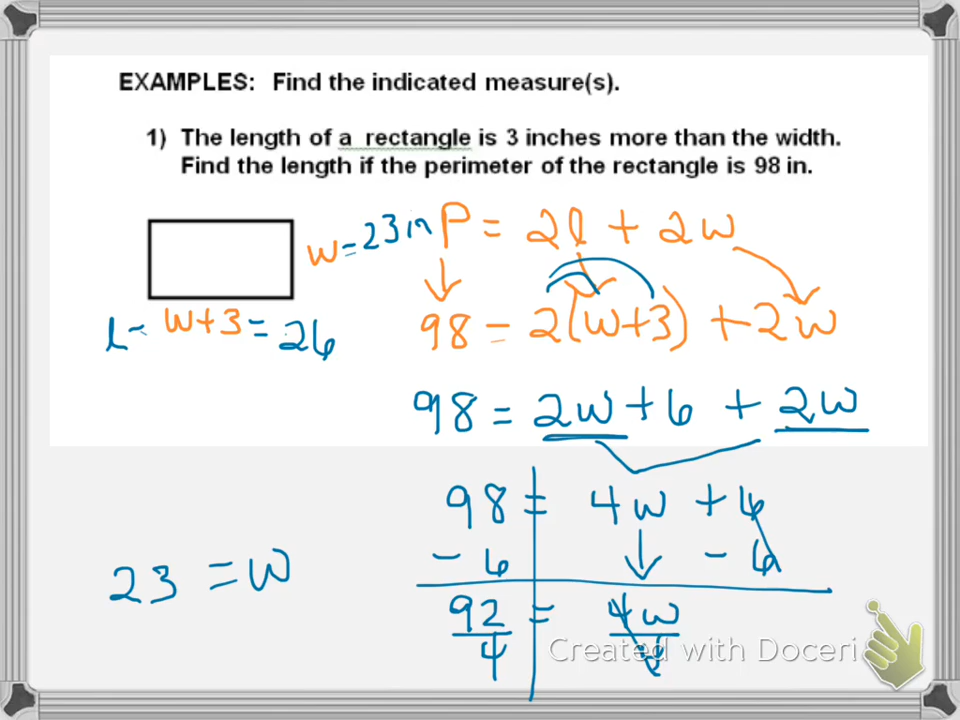 EXAMPLES: Find the indicated measure(s).
1) The length of a rectangle is 3 inches more than the width.
Find the length if the perimeter of the rectangle is 98 in.
w = 23 in
P = 2l + 2w
l = w+3 = 26
98 = 2(w+3) + 2w
98 = 2w + 6 + 2w
98 = 4w + 6
- 6 - 6
92 = 4w
4 4
23 = w
Created with Doceri